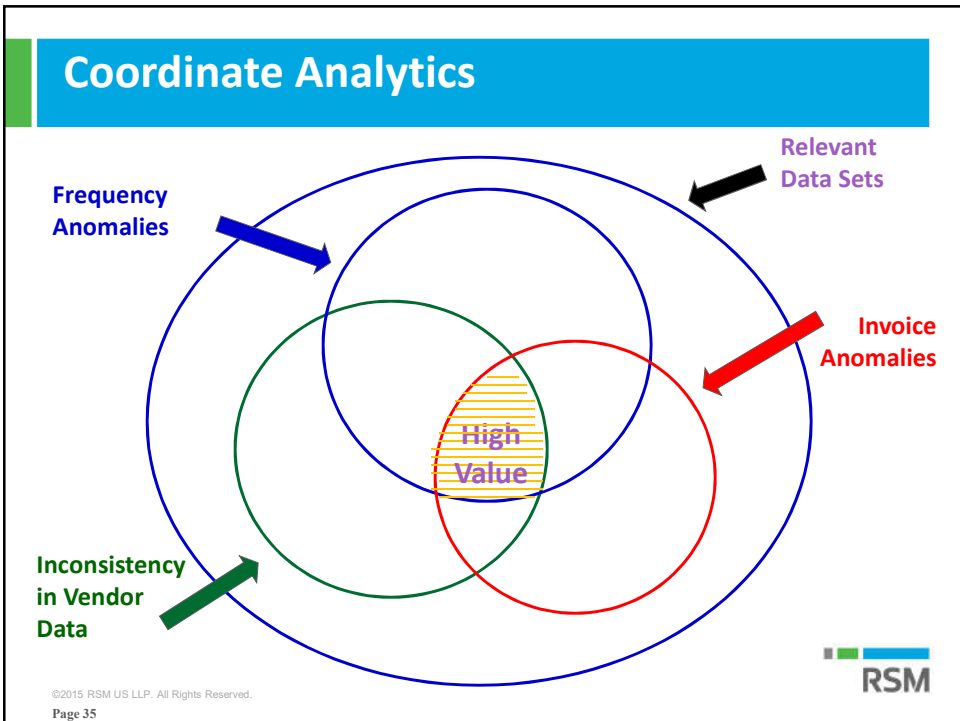 Coordinate Analytics
Relevant
Data Sets
Frequency
Anomalies
Invoice
Anomalies
High
Value
Inconsistency
in Vendor
Data
RSM
©2015 RSM US LLP. All Rights Reserved.
Page 35